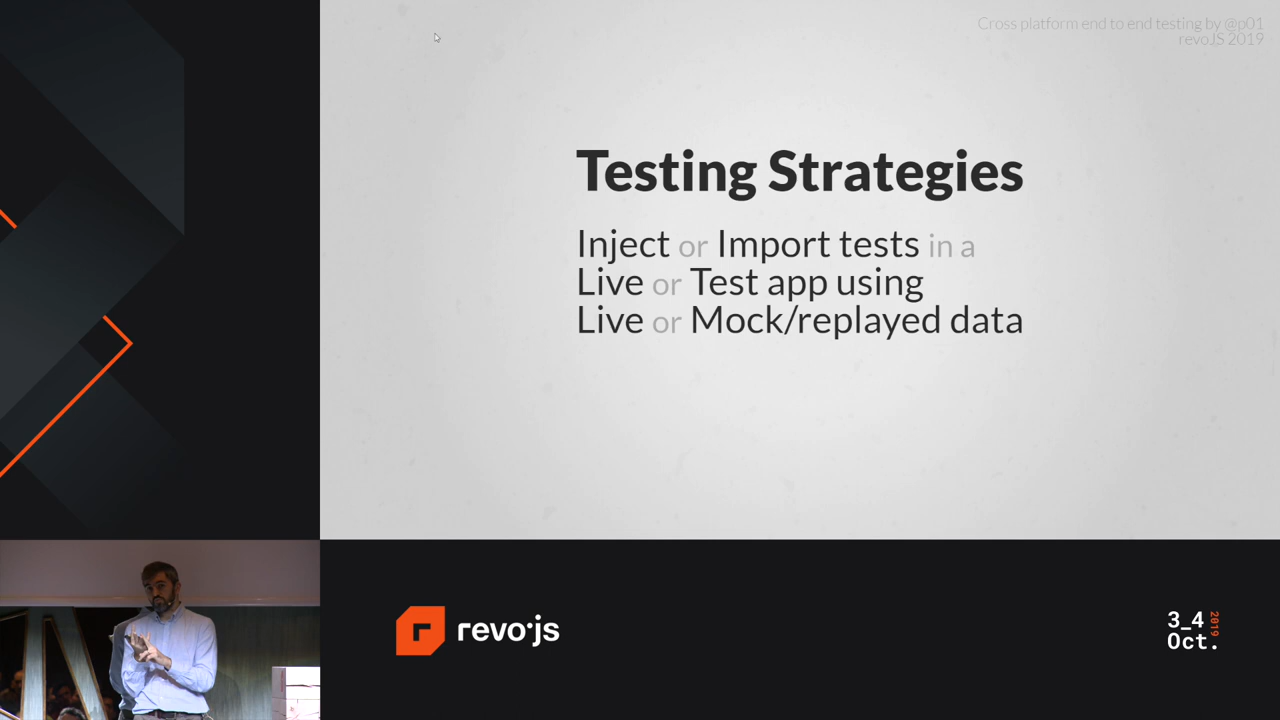 Cross platform end to end testing by @p01
revoJS 2019
Testing Strategies
Inject or Import tests in a
Live or Test app using
Live or Mock/replayed data
r revo·js
3_4 2019
Oct.